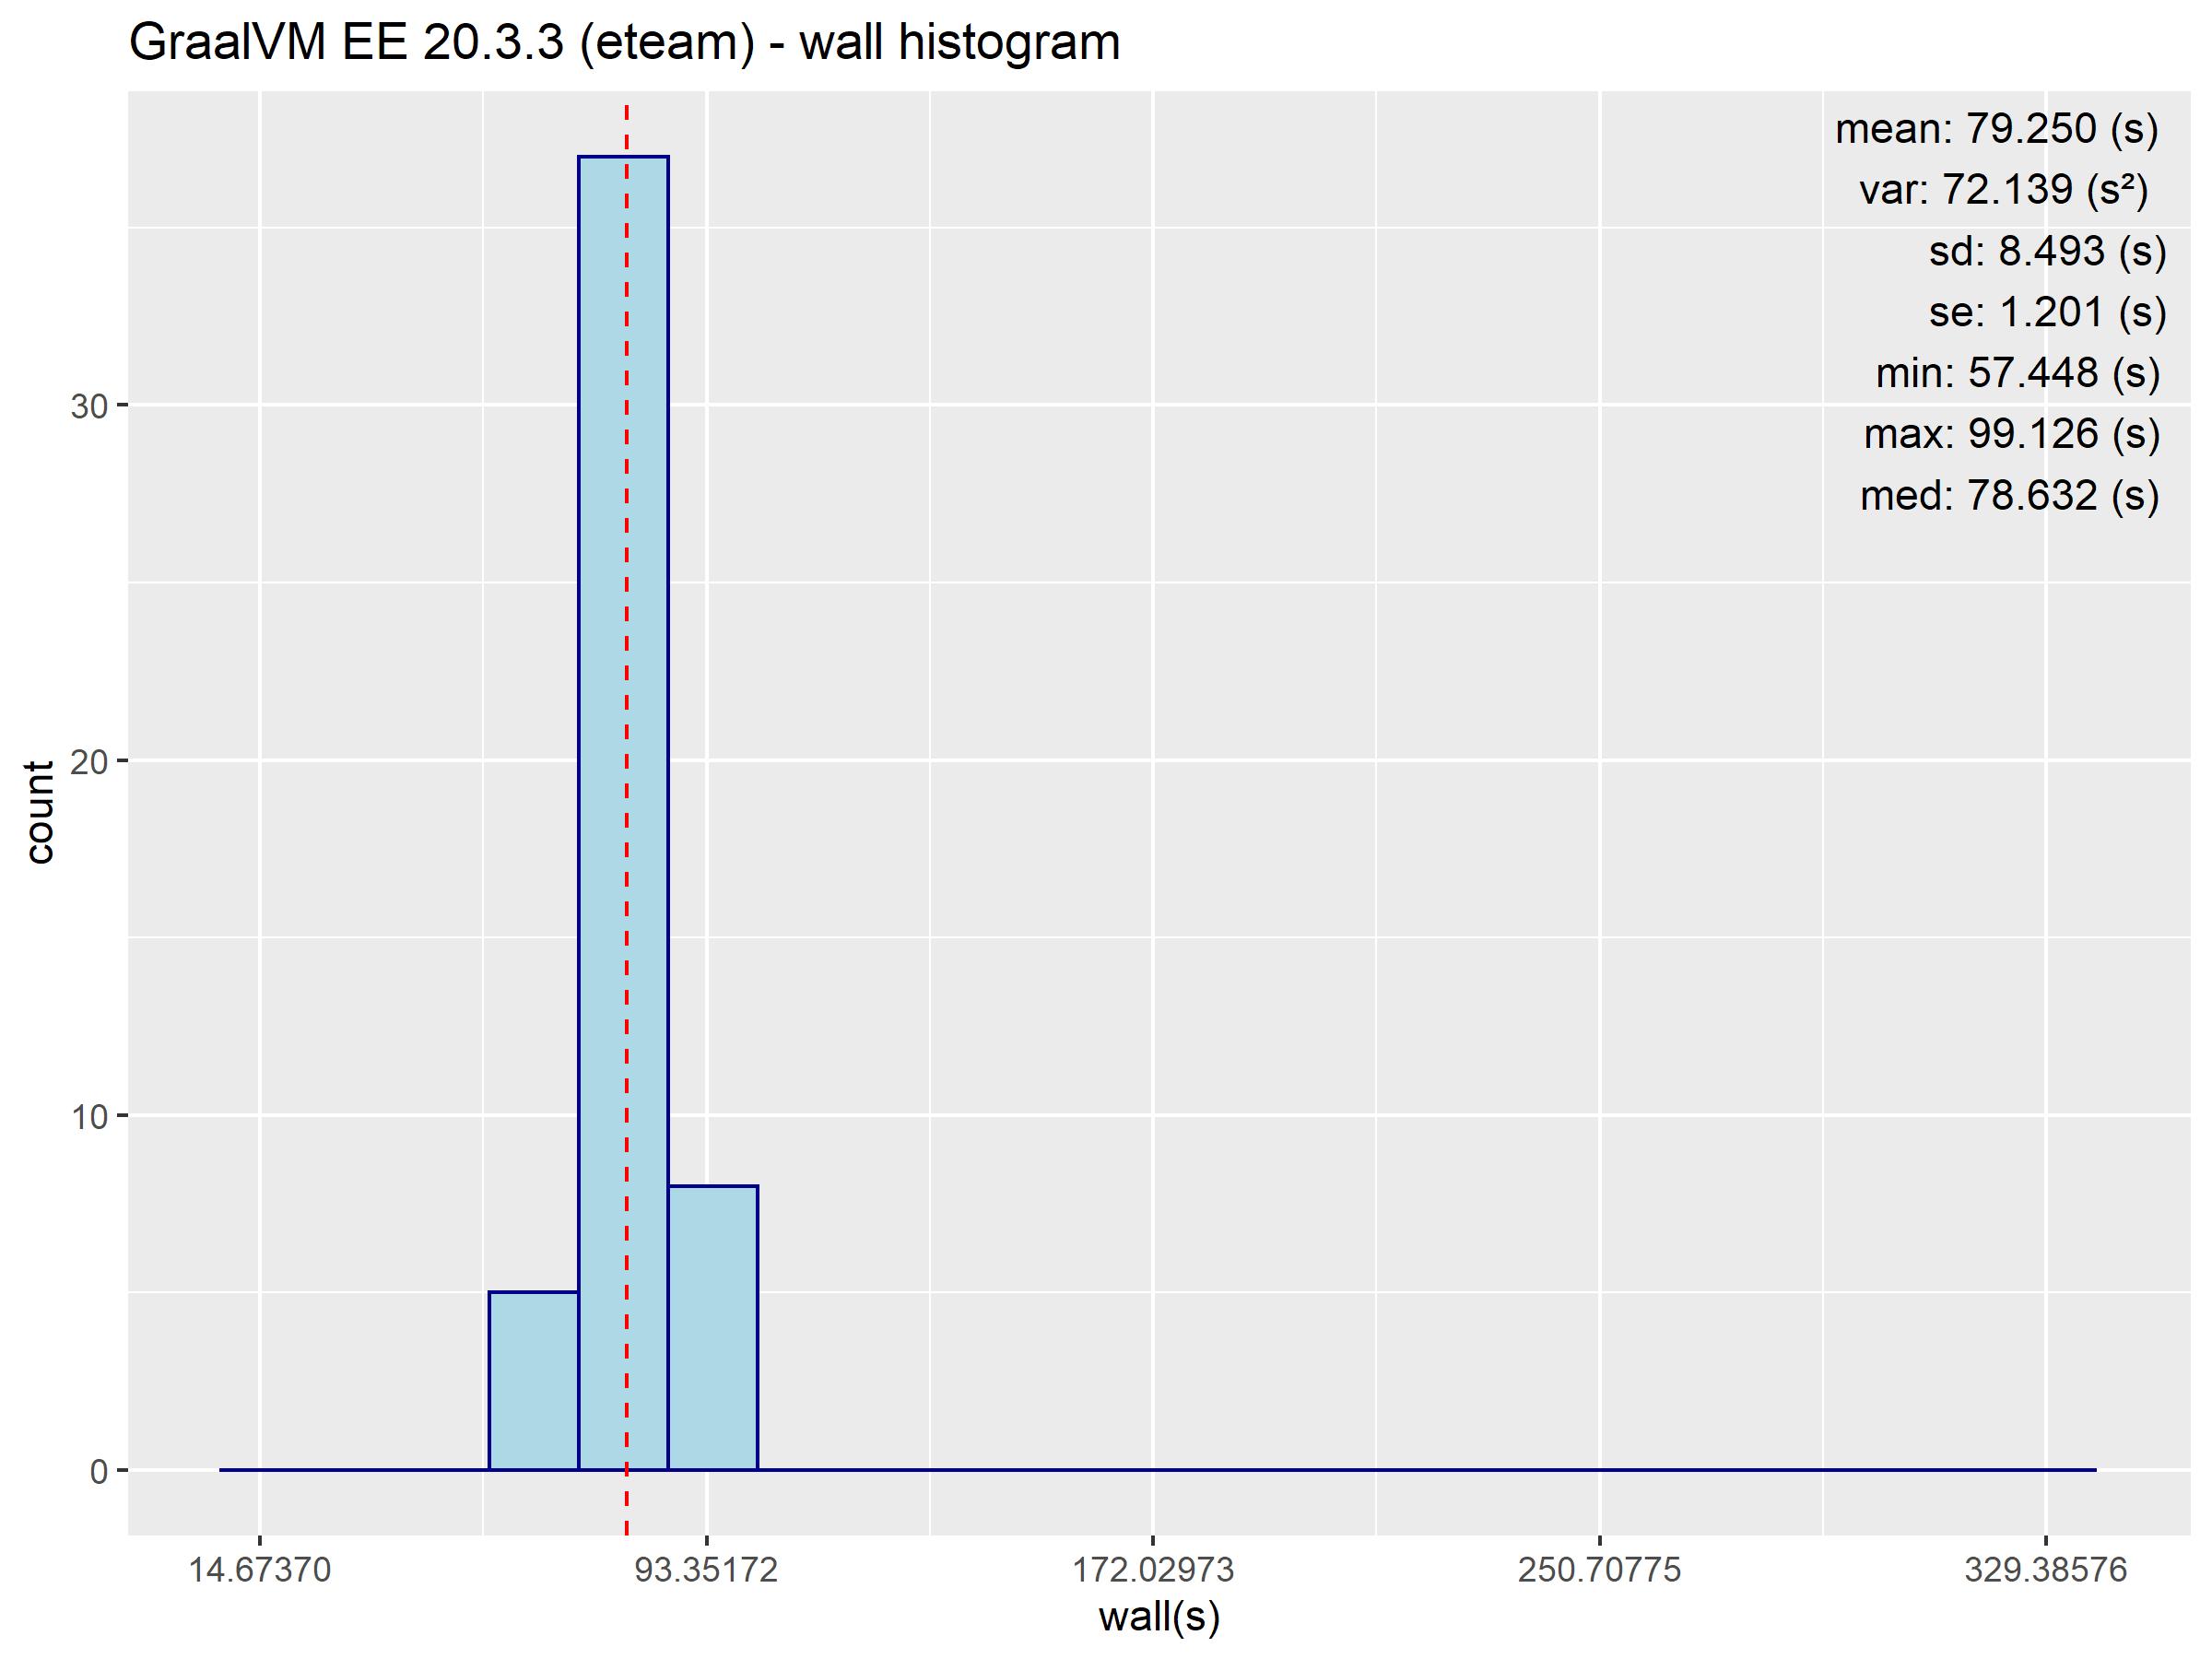 GraalVM EE 20.3.3 (eteam) - wall histogram
mean: 79.250 (s)
var: 72.139 (s²)
sd: 8.493 (s)
se: 1.201 (s)
min: 57.448 (s)
max: 99.126 (s)
med: 78.632 (s)
count
30
20
10
0
14.67370 93.35172 172.02973 250.70775 329.38576
wall(s)